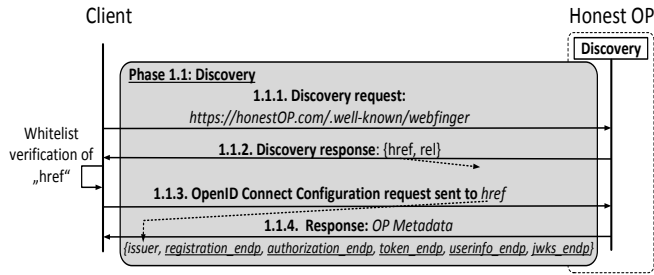 Client
Honest OP
Discovery
Phase 1.1: Discovery
1.1.1. Discovery request:
https://honestOP.com/.well-known/webfinger
Whitelist
verification of
„href“
1.1.2. Discovery response: {href, rel}
1.1.3. OpenID Connect Configuration request sent to href
1.1.4. Response: OP Metadata
{issuer, registration_endp, authorization_endp, token_endp, userinfo_endp, jwks_endp}